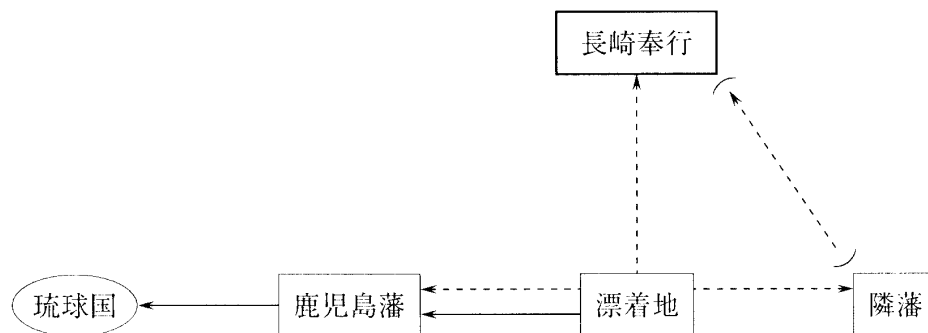 長崎奉行
琉球国
鹿児島藩
漂着地
隣藩